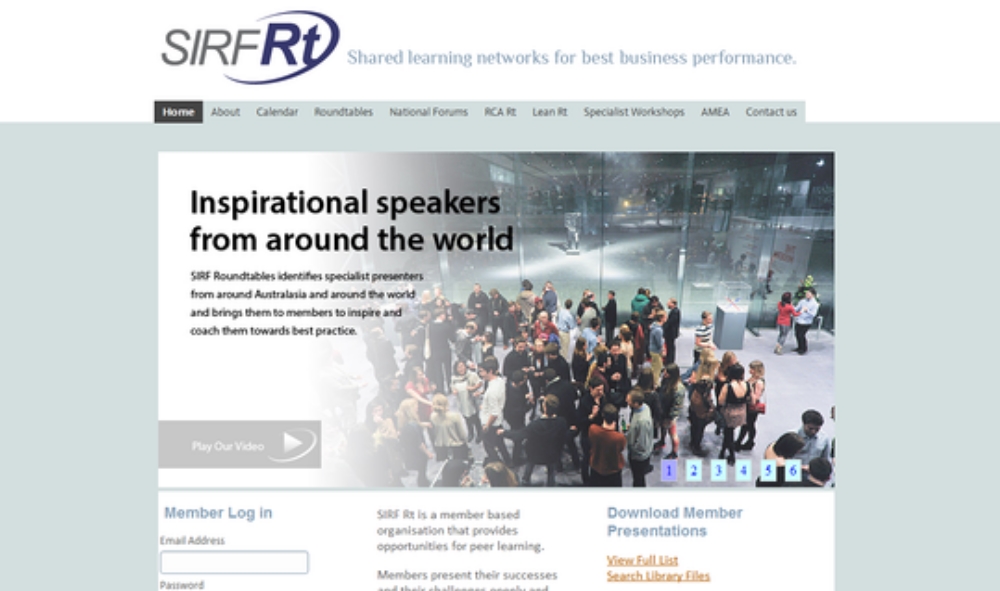 SIRF Rt
Shared learning networks for best business performance.
Home About Calendar Roundtables National Forums RCA Rt Lean Rt Specialist Workshops AMEA Contact us
Inspirational speakers
from around the world
SIRF Roundtables identifies specialist presenters
from around Australasia and around the world
and brings them to members to inspire and
coach them towards best practice.
Play Our Video
1 2 3 4 5 6
Member Log in
Email Address
Password
SIRF Rt is a member based
organisation that provides
opportunities for peer learning.
Members present their successes
and their challenges openly and
Download Member
Presentations
View Full List
Search Library Files